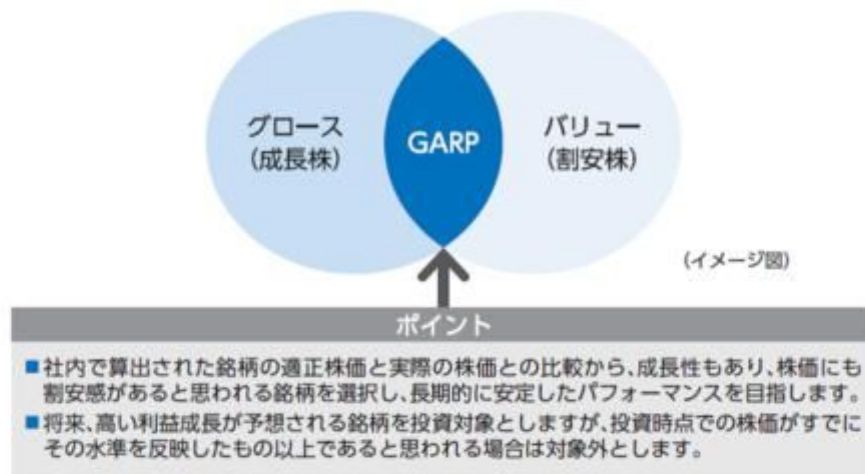 グロース
(成長株)
GARP
バリュー
(割安株)
(イメージ図)
ポイント
■社内で算出された銘柄の適正株価と実際の株価との比較から、成長性もあり、株価にも
割安感があると思われる銘柄を選択し、長期的に安定したパフォーマンスを目指します。
■将来、高い利益成長が予想される銘柄を投資対象としますが、投資時点での株価がすでに
その水準を反映したもの以上であると思われる場合は対象外とします。